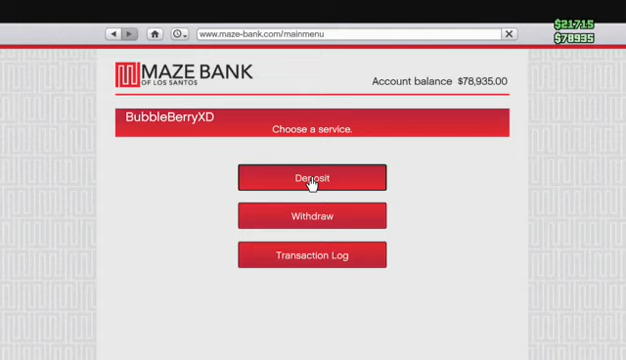 $21715
$78935
www.maze-bank.com/mainmenu
MAZE BANK
OF LOS SANTOS
Account balance $78,935.00
BubbleBerryXD
Choose a service.
Deposit
Withdraw
Transaction Log